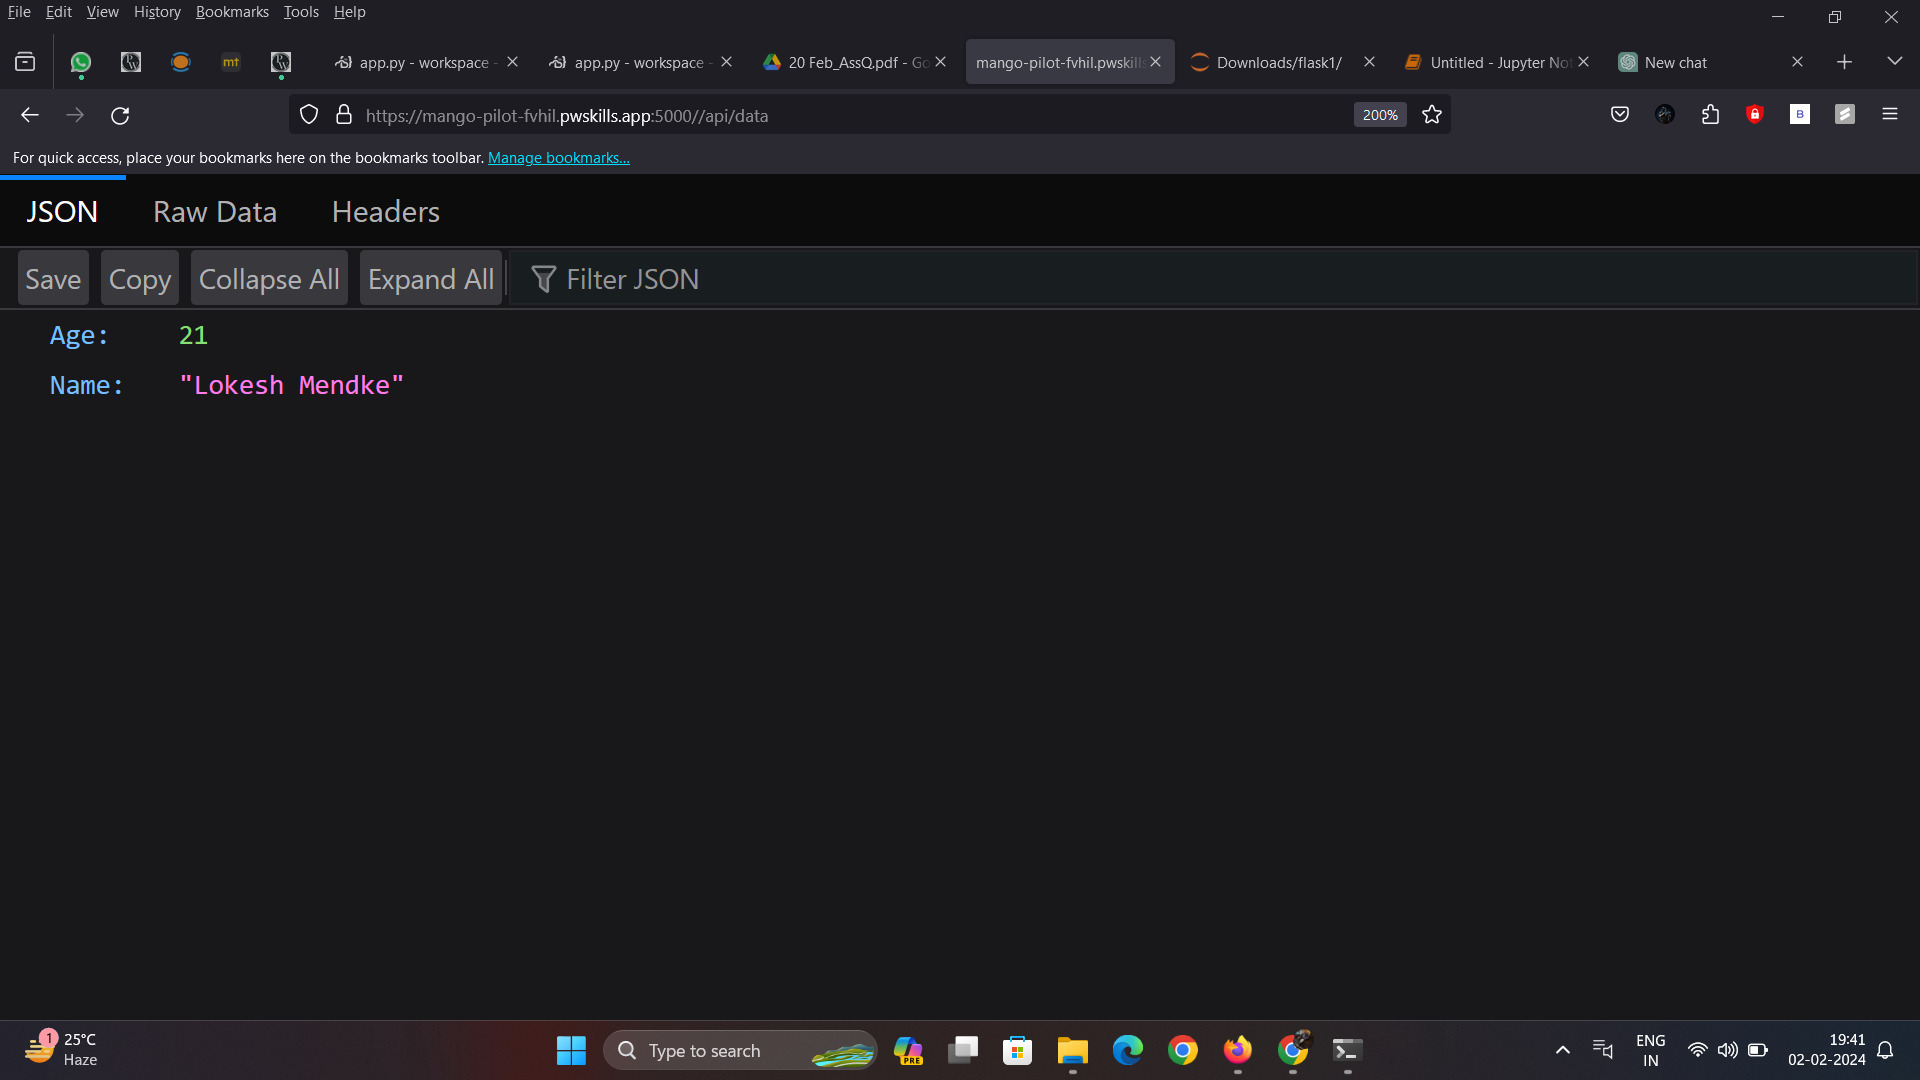 File Edit View History Bookmarks Tools Help
mt
app.py - workspace -
app.py - workspace -
20 Feb_AssQ.pdf - Go
mango-pilot-fvhil.pwskills
Downloads/flask1/
Untitled - Jupyter Not
New chat
https://mango-pilot-fvhil.pwskills.app:5000//api/data
200%
B
For quick access, place your bookmarks here on the bookmarks toolbar. Manage bookmarks...
JSON Raw Data Headers
Save Copy Collapse All Expand All Filter JSON
Age: 21
Name: "Lokesh Mendke"
1
25°C
Haze
Type to search
PRE
ENG
IN
19:41
02-02-2024